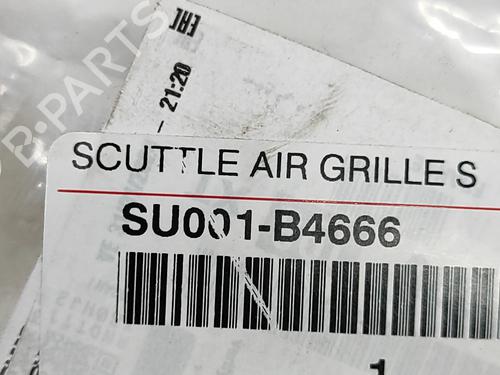 B-PARTS
21:20
SCUTTLE AIR GRILLE S
SU001-B4666
1